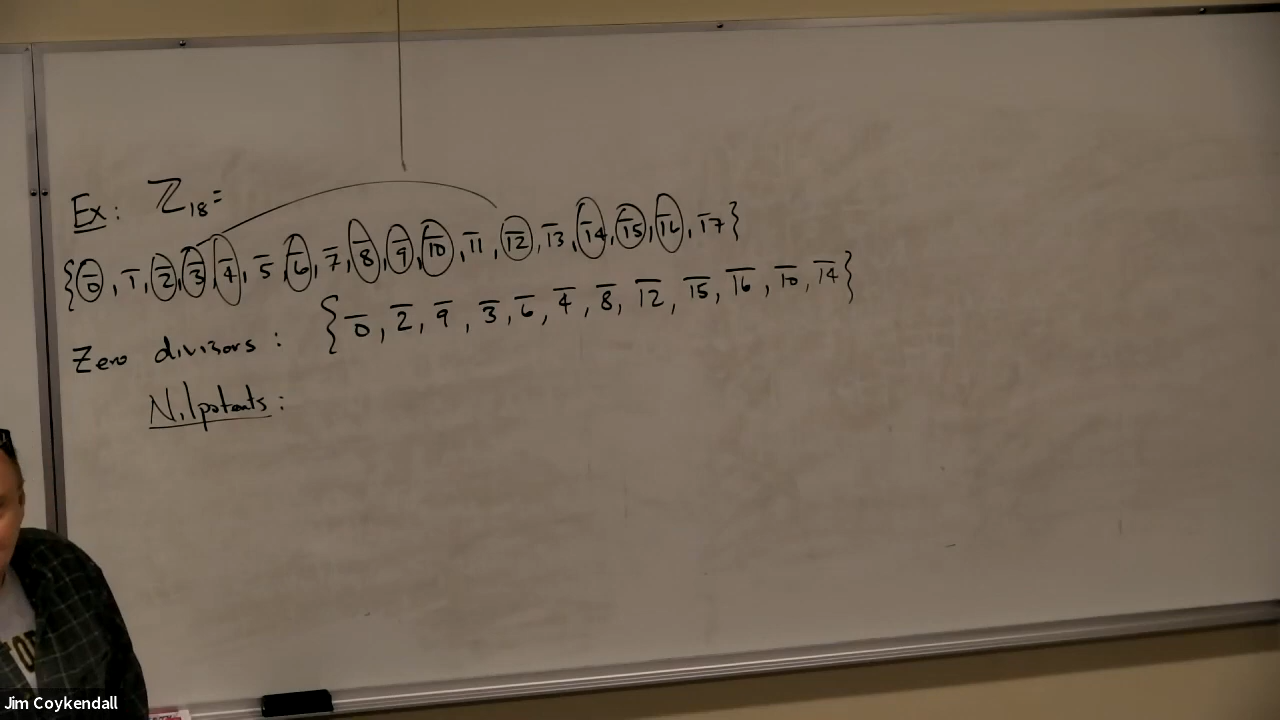 Ex: ℤ₁₈=
{0̅, 1̅, 2̅, 3̅, 4̅, 5̅, 6̅, 7̅, 8̅, 9̅, 1̅0̅, 1̅1̅, 1̅2̅, 1̅3̅, 1̅4̅, 1̅5̅, 1̅6̅, 1̅7̅}
Zero divisors: {0̅, 2̅, 9̅, 3̅, 6̅, 4̅, 8̅, 1̅2̅, 1̅5̅, 1̅6̅, 1̅0̅, 1̅4̅}
Nilpotents:
Jim Coykendall